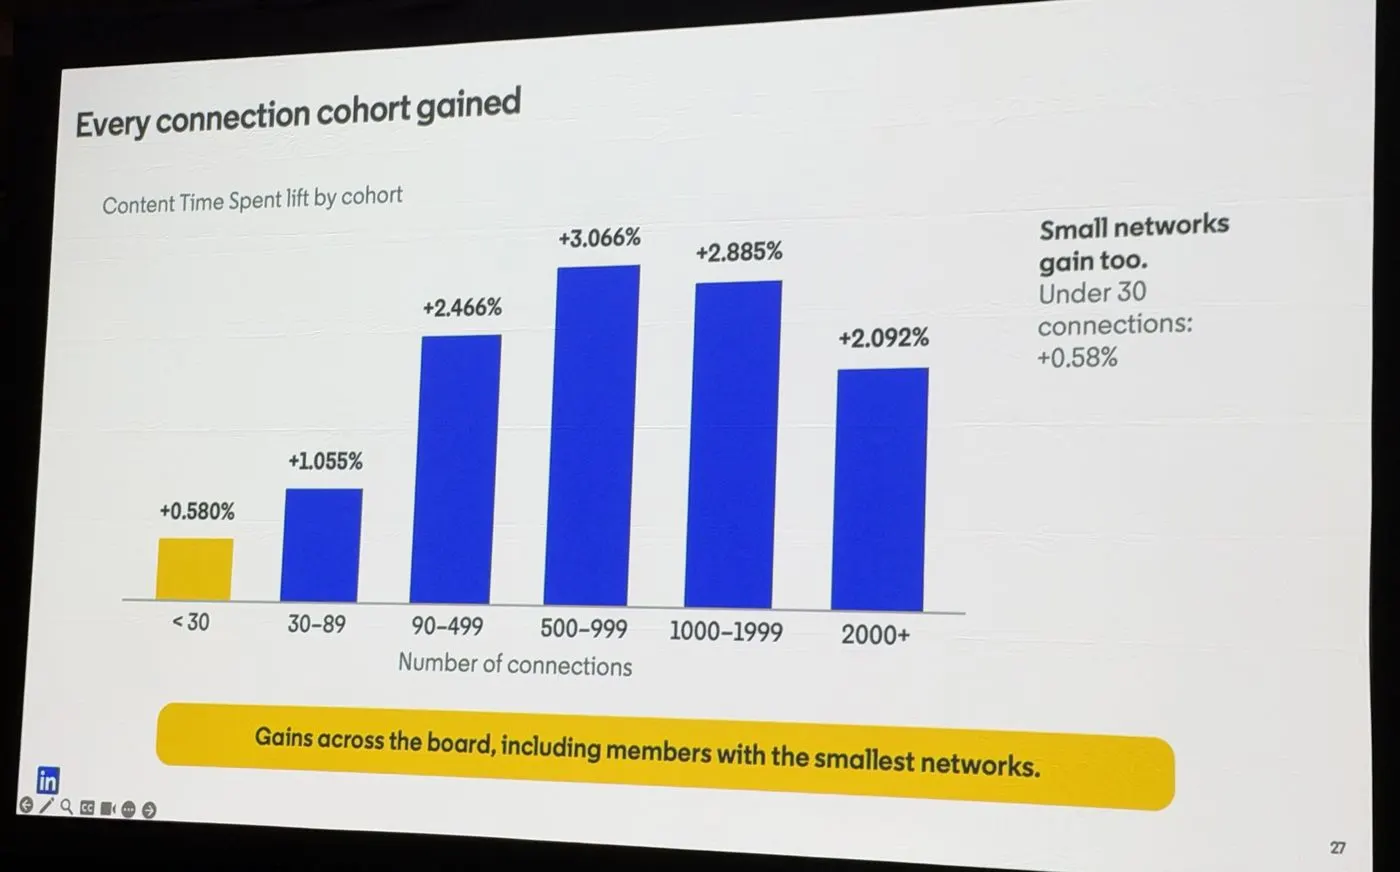 Every connection cohort gained
Content Time Spent lift by cohort
+0.580%
+1.055%
+2.466%
+3.066%
+2.885%
+2.092%
< 30
30–89
90–499
500–999
1000–1999
2000+
Number of connections
Small networks
gain too.
Under 30
connections:
+0.58%
Gains across the board, including members with the smallest networks.
in
CC
27